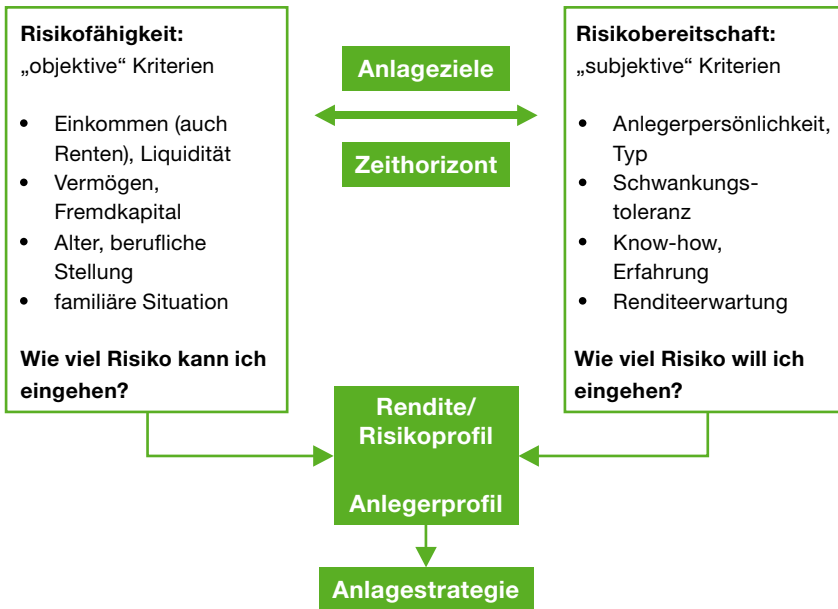 Risikofähigkeit:
„objektive“ Kriterien
• Einkommen (auch
Renten), Liquidität
• Vermögen,
Fremdkapital
• Alter, berufliche
Stellung
• familiäre Situation
Wie viel Risiko kann ich
eingehen?
Anlageziele
Zeithorizont
Risikobereitschaft:
„subjektive“ Kriterien
• Anlegerpersönlichkeit,
Typ
• Schwankungs-
toleranz
• Know-how,
Erfahrung
• Renditeerwartung
Wie viel Risiko will ich
eingehen?
Rendite/
Risikoprofil
Anlegerprofil
Anlagestrategie